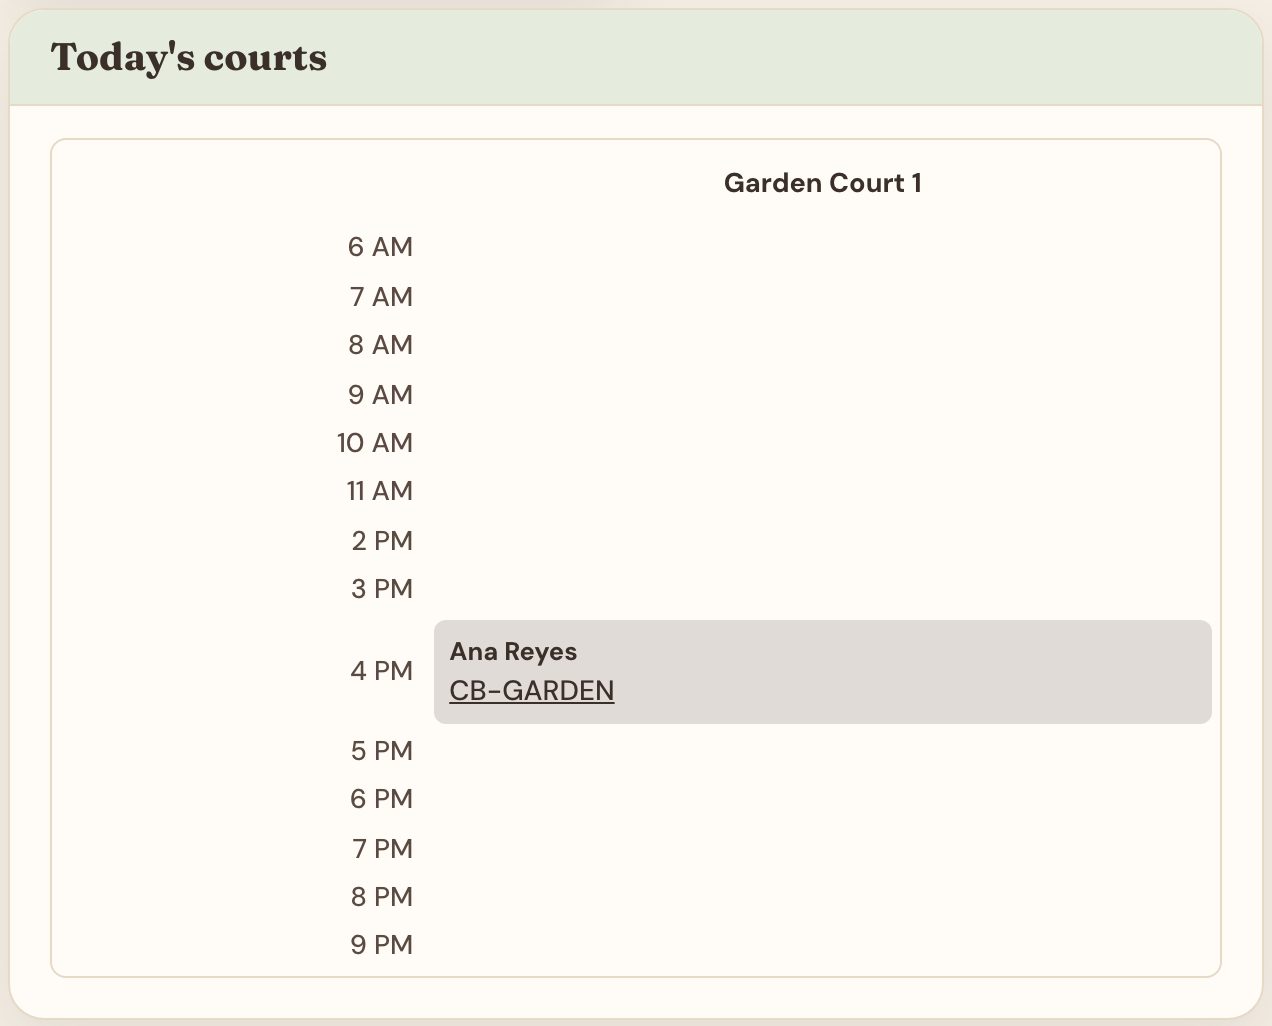 Today's courts
Garden Court 1
6 AM
7 AM
8 AM
9 AM
10 AM
11 AM
2 PM
3 PM
4 PM
Ana Reyes
CB-GARDEN
5 PM
6 PM
7 PM
8 PM
9 PM